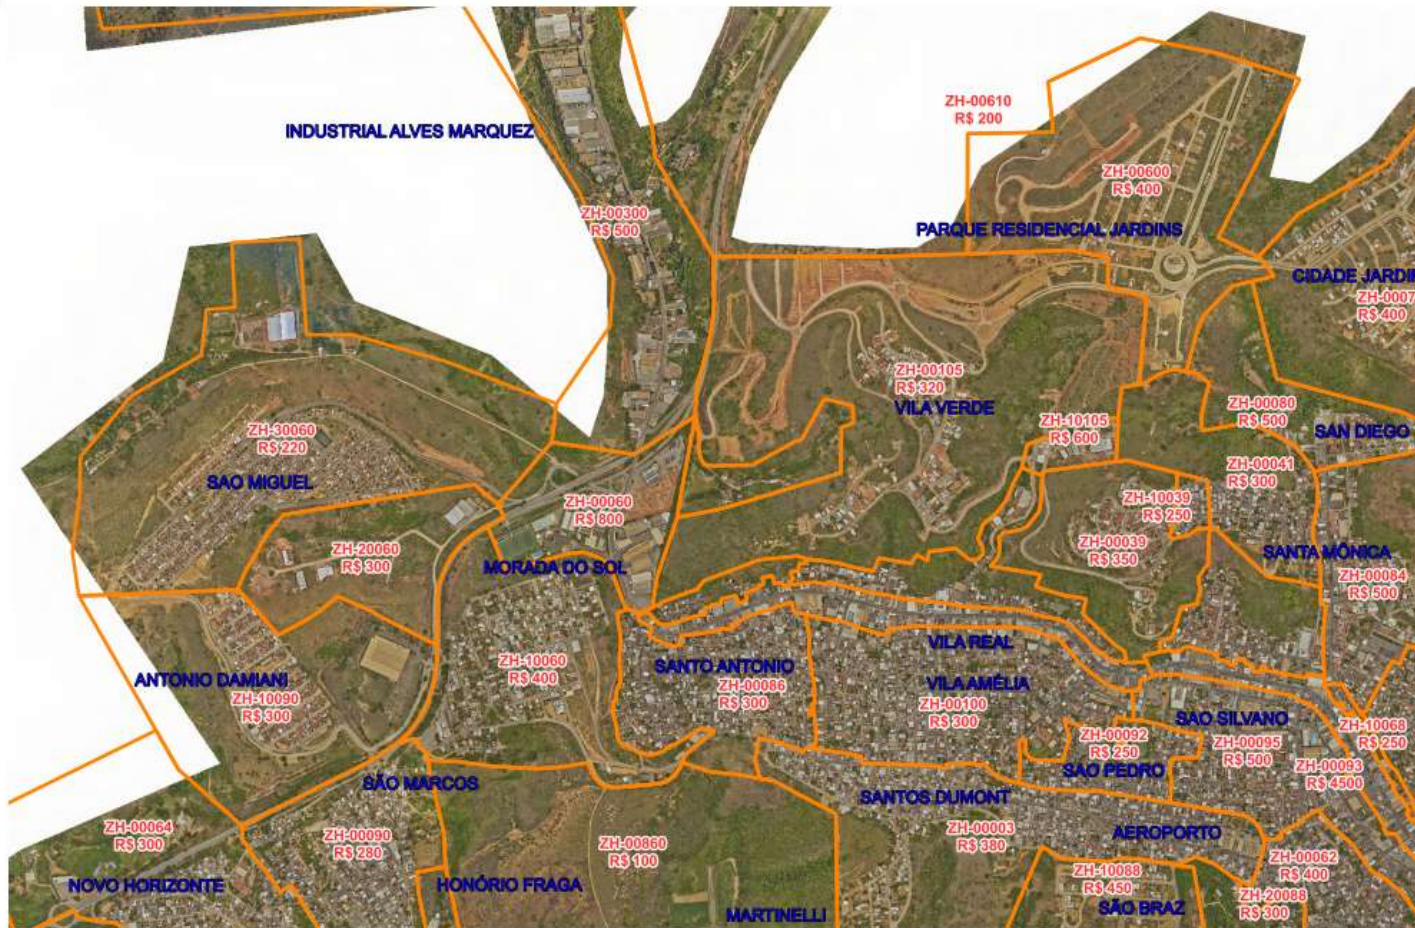 ZH-00610
R$ 200
INDUSTRIAL ALVES MARQUEZ
ZH-00600
R$ 400
ZH-00300
R$ 500
PARQUE RESIDENCIAL JARDINS
CIDADE JARDI
ZH-0007
R$ 400
ZH-00105
R$ 320
VILA VERDE
ZH-00080
R$ 500
ZH-10105
R$ 600
SAN DIEGO
ZH-30060
R$ 220
SAO MIGUEL
ZH-00041
R$ 300
ZH-00060
R$ 800
ZH-10039
R$ 250
ZH-00039
R$ 350
ZH-20060
R$ 300
SANTA MÔNICA
MORADA DO SOL
ZH-00084
R$ 500
VILA REAL
SANTO ANTONIO
ZH-10060
R$ 400
ANTONIO DAMIANI
ZH-10090
R$ 300
ZH-00086
R$ 300
VILA AMÉLIA
ZH-00100
R$ 300
SAO SILVANO
ZH-10068
R$ 250
ZH-00092
R$ 250
ZH-00095
R$ 500
SAO PEDRO
ZH-00093
R$ 4500
SÃO MARCOS
SANTOS DUMONT
ZH-00064
R$ 300
ZH-00090
R$ 280
ZH-00860
R$ 100
ZH-00003
R$ 380
AEROPORTO
ZH-00062
R$ 400
ZH-10088
R$ 450
NOVO HORIZONTE
HONÓRIO FRAGA
ZH-20088
R$ 300
MARTINELLI
SÃO BRAZ